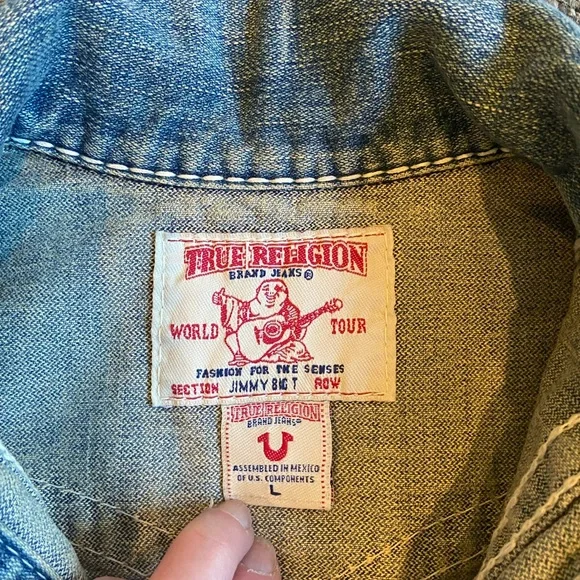 TRUE RELIGION
BRAND JEANS®
WORLD TOUR
FASHION FOR THE SENSES
SECTION JIMMY BIG T ROW
TRUE RELIGION
BRAND JEANS®
ASSEMBLED IN MEXICO
OF U.S. COMPONENTS
L